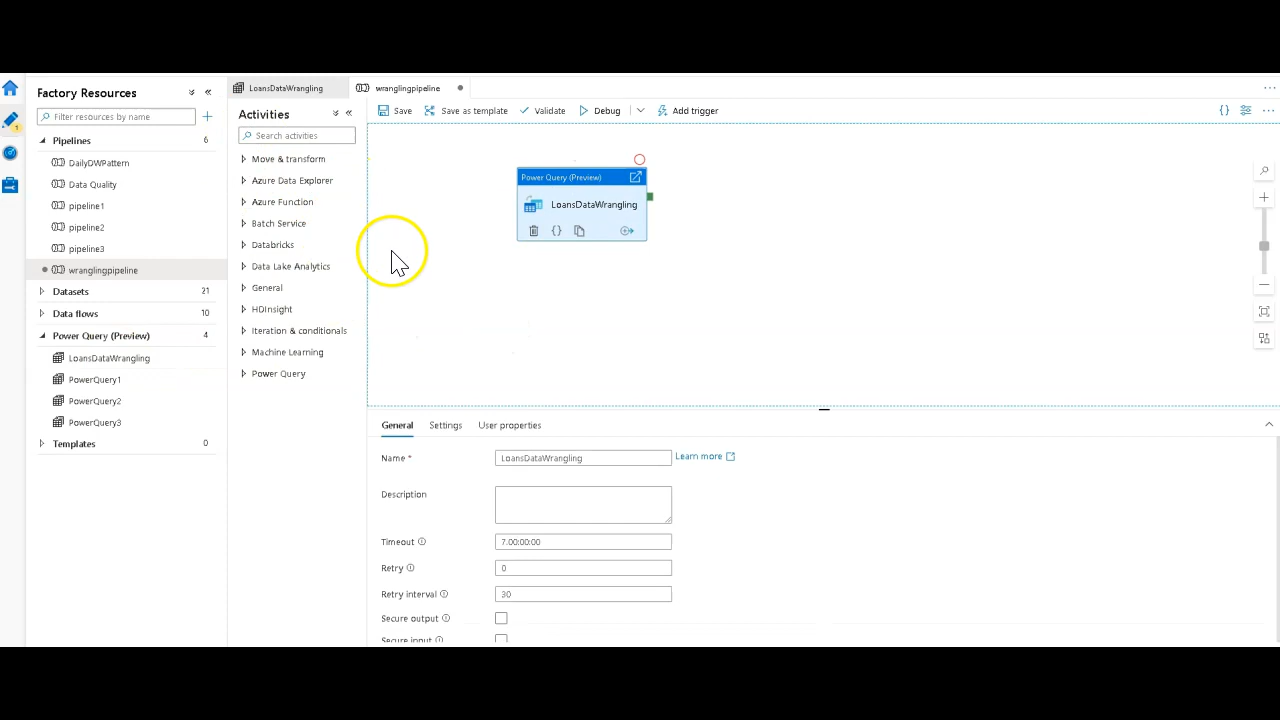 Factory Resources
Filter resources by name
Pipelines 6
DailyDWPattern
Data Quality
pipeline1
pipeline2
pipeline3
wranglingpipeline
Datasets 21
Data flows 10
Power Query (Preview) 4
LoansDataWrangling
PowerQuery1
PowerQuery2
PowerQuery3
Templates 0
1
LoansDataWrangling
wranglingpipeline
Activities
Search activities
Move & transform
Azure Data Explorer
Azure Function
Batch Service
Databricks
Data Lake Analytics
General
HDInsight
Iteration & conditionals
Machine Learning
Power Query
Save
Save as template
Validate
Debug
Add trigger
Power Query (Preview)
LoansDataWrangling
General
Settings
User properties
Name * LoansDataWrangling Learn more
Description
Timeout 7.00:00:00
Retry 0
Retry interval 30
Secure output
Secure input